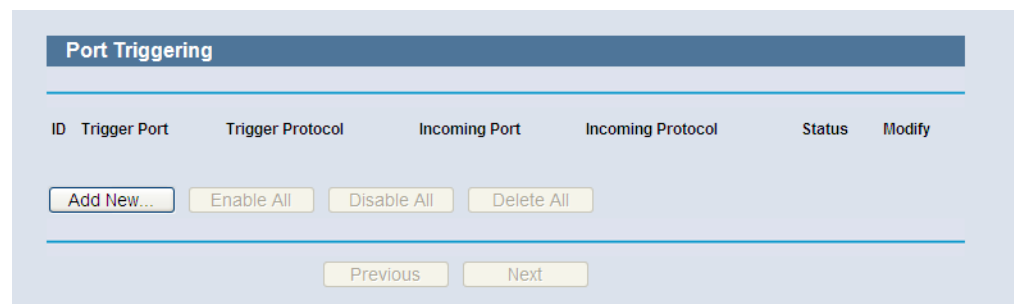 Port Triggering
ID Trigger Port Trigger Protocol Incoming Port Incoming Protocol Status Modify
Add New... Enable All Disable All Delete All
Previous Next